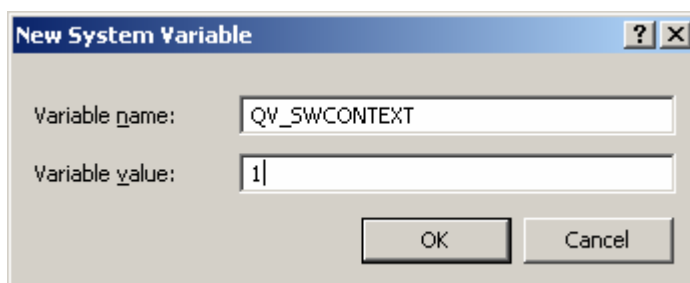 New System Variable
Variable name: QV_SWCONTEXT
Variable value: 1
OK Cancel